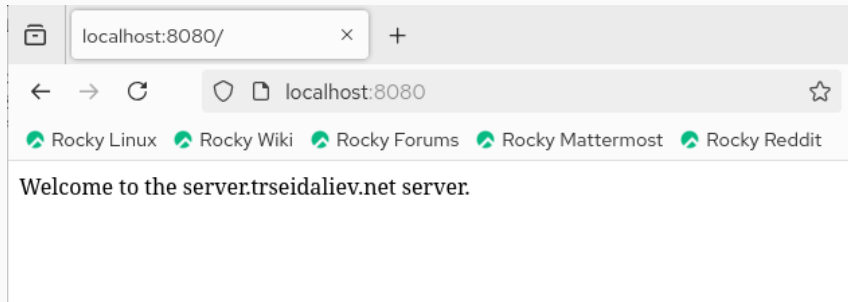 localhost:8080/
localhost:8080
Rocky Linux Rocky Wiki Rocky Forums Rocky Mattermost Rocky Reddit
Welcome to the server.trseidaliev.net server.